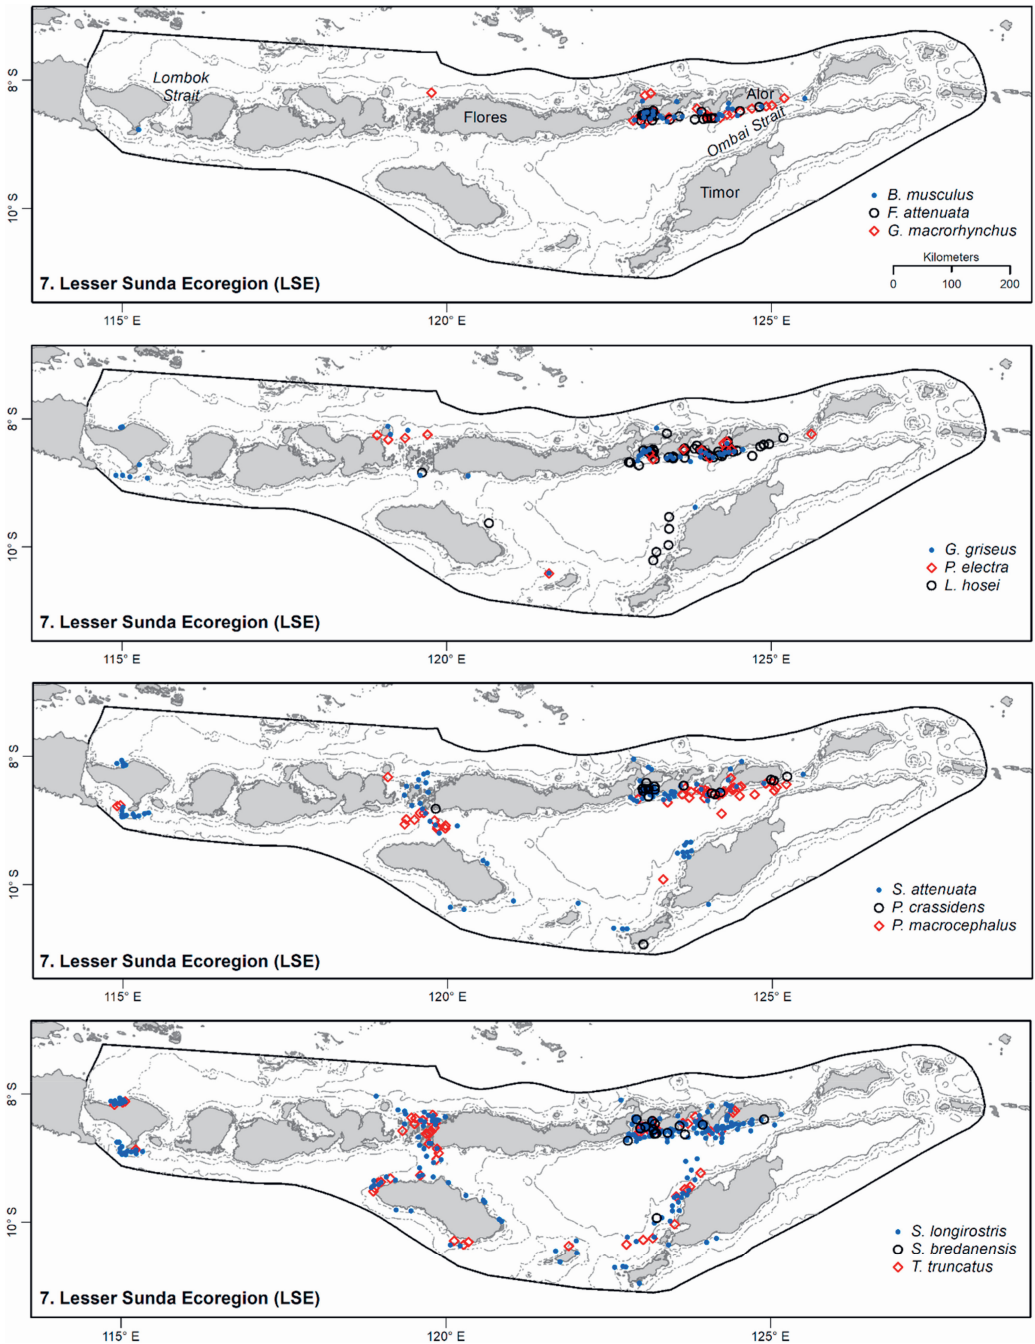 8° S
10° S
Lombok
Strait
Flores
Alor
Ombai Strait
Timor
B. musculus
F. attenuata
G. macrorhynchus
Kilometers
0 100 200
7. Lesser Sunda Ecoregion (LSE)
115° E 120° E 125° E
8° S
10° S
G. griseus
P. electra
L. hosei
7. Lesser Sunda Ecoregion (LSE)
115° E 120° E 125° E
8° S
10° S
S. attenuata
P. crassidens
P. macrocephalus
7. Lesser Sunda Ecoregion (LSE)
115° E 120° E 125° E
8° S
10° S
S. longirostris
S. bredanensis
T. truncatus
7. Lesser Sunda Ecoregion (LSE)
115° E 120° E 125° E